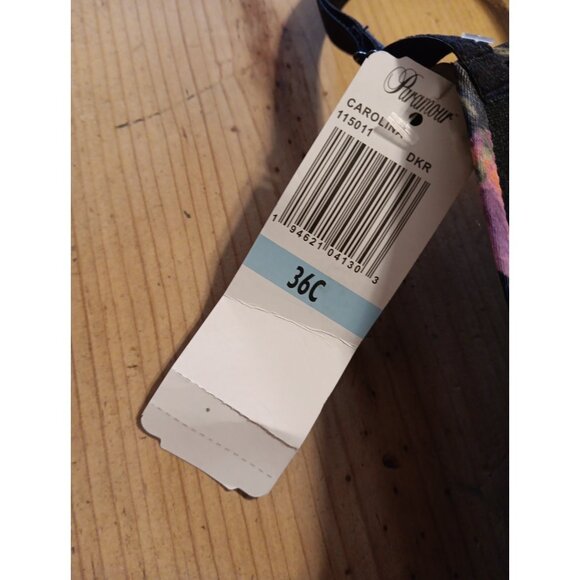 Paramour
CAROLINA
115011 DKR
1 94621 04130 3
36C